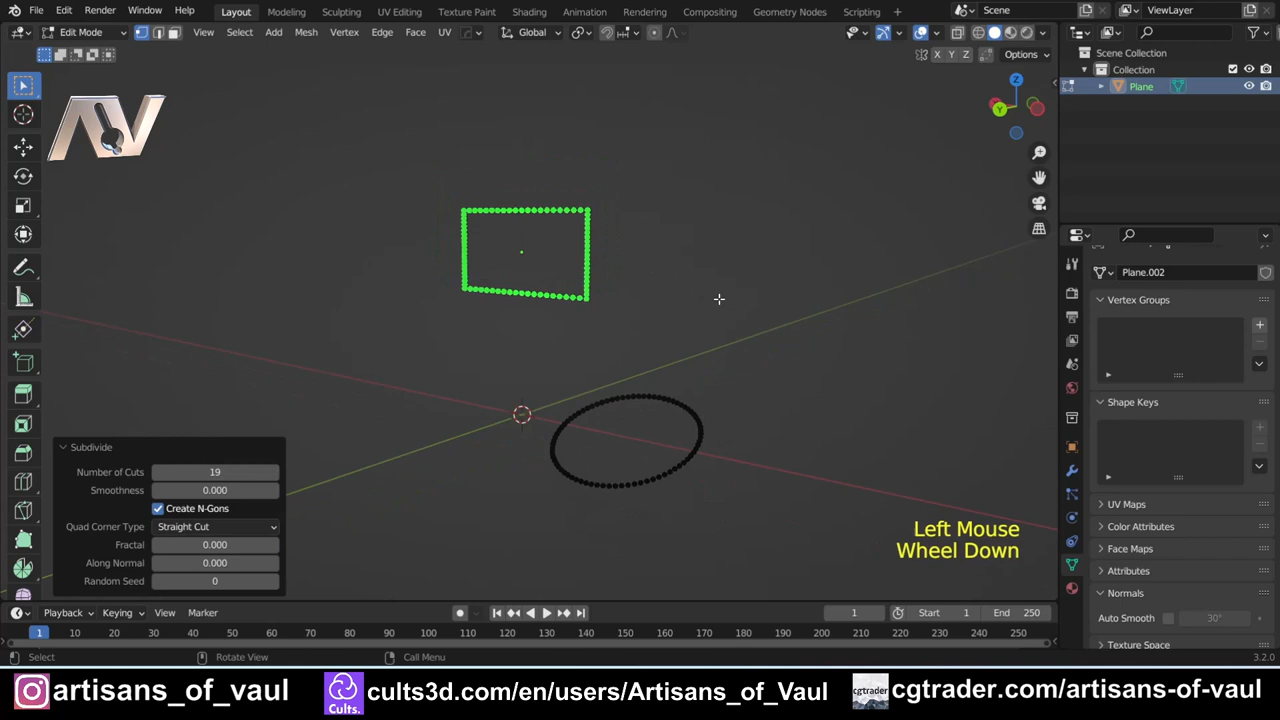 File Edit Render Window Help Layout Modeling Sculpting UV Editing Texture Paint Shading Animation Rendering Compositing Geometry Nodes Scripting + Scene ViewLayer
Edit Mode View Select Add Mesh Vertex Edge Face UV Global
X Y Z Options
Scene Collection
Collection
Plane
AV
Z
Y
Plane.002
Vertex Groups
Shape Keys
UV Maps
Color Attributes
Face Maps
Attributes
Normals
Auto Smooth 30°
Texture Space
Subdivide
Number of Cuts 19
Smoothness 0.000
Create N-Gons
Quad Corner Type Straight Cut
Fractal 0.000
Along Normal 0.000
Random Seed 0
Left Mouse
Wheel Down
Playback Keying View Marker 1 Start 1 End 250
1 10 20 30 40 50 60 70 80 90 100 110 120 130 140 150 160 170 180 190 200 210 220 230 240 250
Select Rotate View Call Menu 3.2.0
artisans_of_vaul Cults. cults3d.com/en/users/Artisans_of_Vaul cgtrader.com/artisans-of-vaul